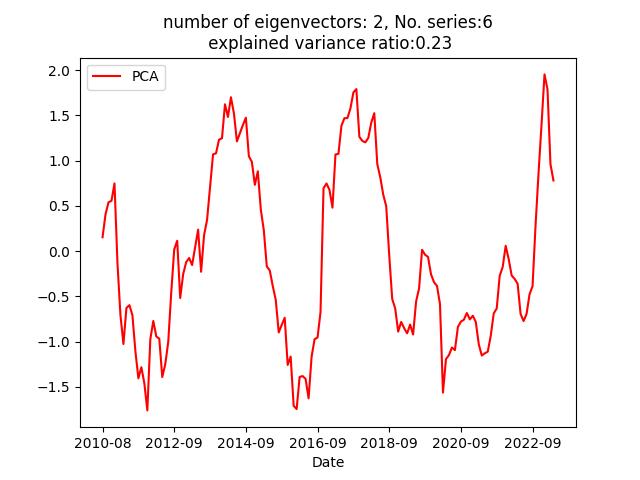 number of eigenvectors: 2, No. series:6
explained variance ratio:0.23
PCA
2.0
1.5
1.0
0.5
0.0
−0.5
−1.0
−1.5
2010-08 2012-09 2014-09 2016-09 2018-09 2020-09 2022-09
Date